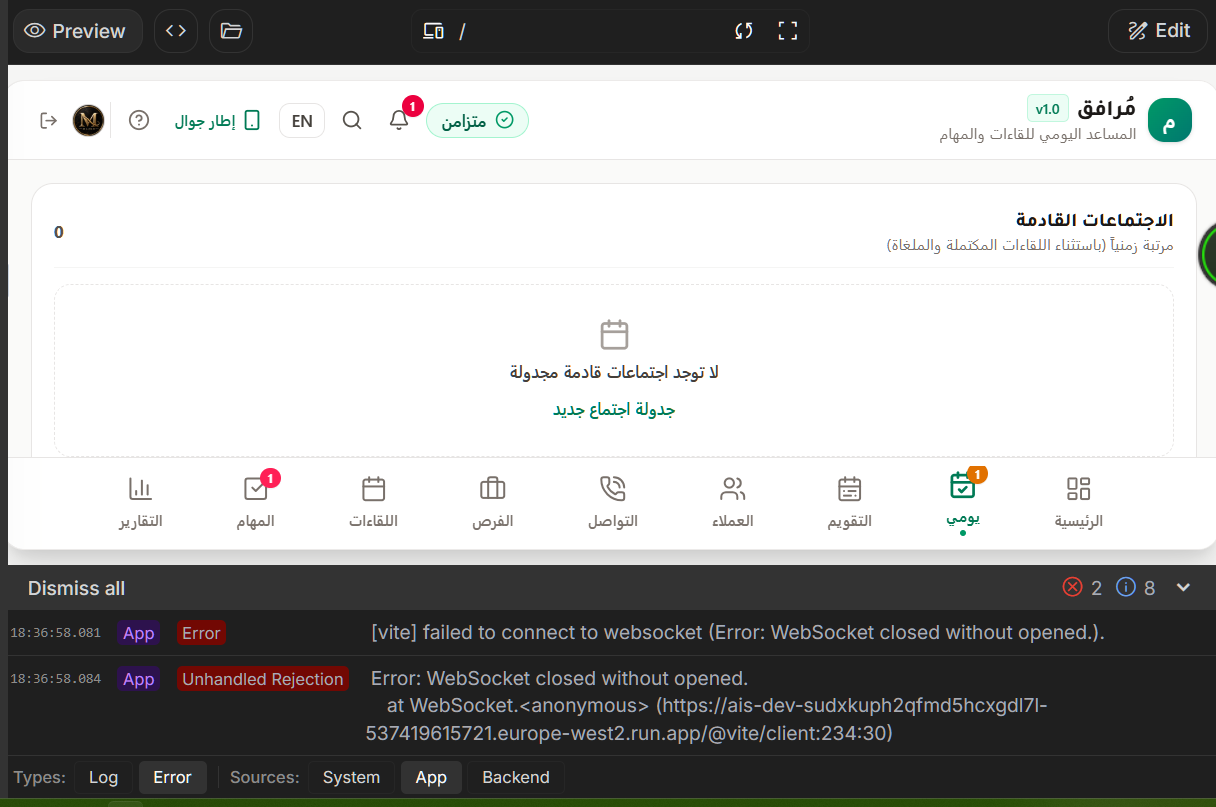 Preview
/
Edit
مُرافق v1.0
المساعد اليومي للقاءات والمهام
م
متزامن
1
EN
إطار جوال
M
الاجتماعات القادمة
0
مرتبة زمنياً (باستثناء اللقاءات المكتملة والملغاة)
لا توجد اجتماعات قادمة مجدولة
جدولة اجتماع جديد
1
1
الرئيسية
يومي
التقويم
العملاء
التواصل
الفرص
اللقاءات
المهام
التقارير
Dismiss all
2 8
18:36:58.081 App Error [vite] failed to connect to websocket (Error: WebSocket closed without opened.).
18:36:58.084 App Unhandled Rejection Error: WebSocket closed without opened.
at WebSocket.<anonymous> (https://ais-dev-sudxkuph2qfmd5hcxgdl7l-
537419615721.europe-west2.run.app/@vite/client:234:30)
Types: Log Error Sources: System App Backend